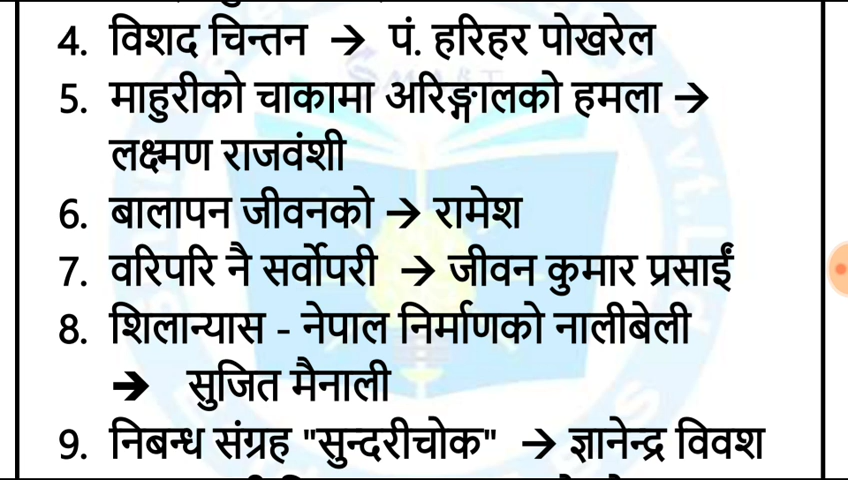 4. विशद चिन्तन → पं. हरिहर पोखरेल
5. माहुरीको चाकामा अरिङ्गालको हमला →
लक्ष्मण राजवंशी
6. बालापन जीवनको → रामेश
7. वरिपरि नै सर्वोपरी → जीवन कुमार प्रसाईं
8. शिलान्यास - नेपाल निर्माणको नालीबेली
→ सुजित मैनाली
9. निबन्ध संग्रह "सुन्दरीचोक" → ज्ञानेन्द्र विवश